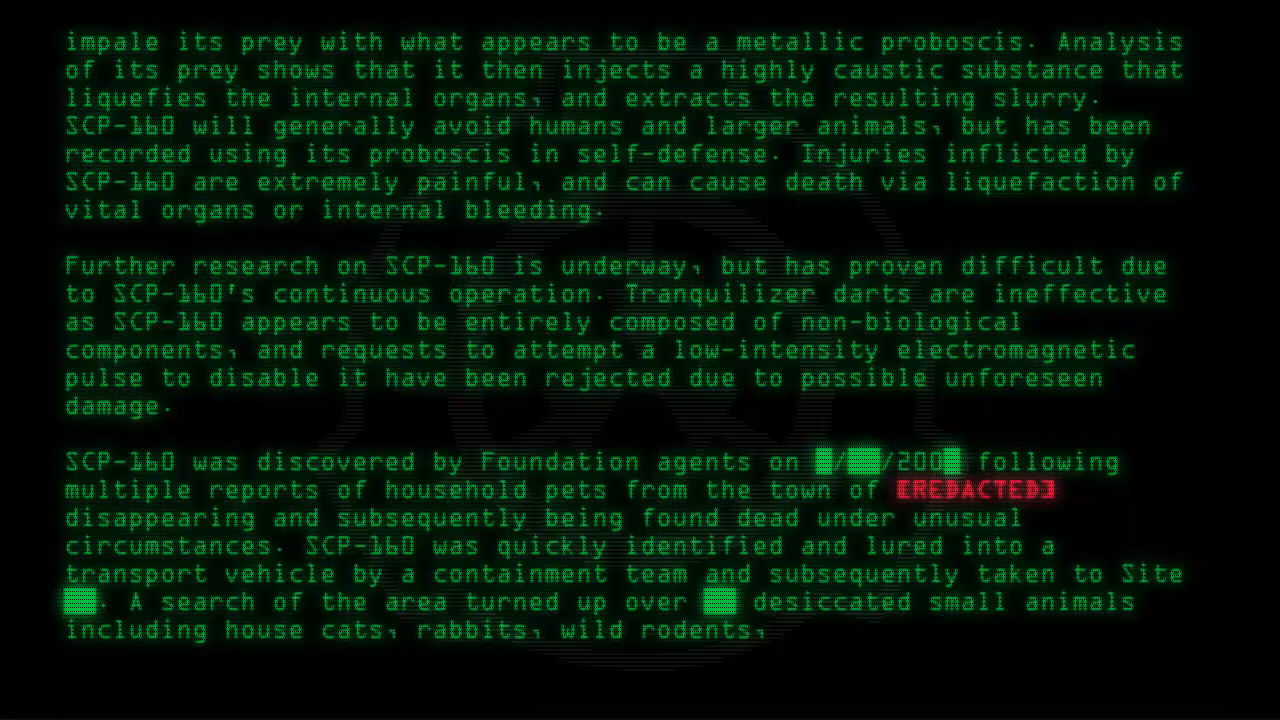 impale its prey with what appears to be a metallic proboscis. Analysis
of its prey shows that it then injects a highly caustic substance that
liquefies the internal organs, and extracts the resulting slurry.
SCP-160 will generally avoid humans and larger animals, but has been
recorded using its proboscis in self-defense. Injuries inflicted by
SCP-160 are extremely painful, and can cause death via liquefaction of
vital organs or internal bleeding.
Further research on SCP-160 is underway, but has proven difficult due
to SCP-160's continuous operation. Tranquilizer darts are ineffective
as SCP-160 appears to be entirely composed of non-biological
components, and requests to attempt a low-intensity electromagnetic
pulse to disable it have been rejected due to possible unforeseen
damage.
SCP-160 was discovered by Foundation agents on █/██/200█ following
multiple reports of household pets from the town of [REDACTED]
disappearing and subsequently being found dead under unusual
circumstances. SCP-160 was quickly identified and lured into a
transport vehicle by a containment team and subsequently taken to Site
██. A search of the area turned up over ██ desiccated small animals
including house cats, rabbits, wild rodents,